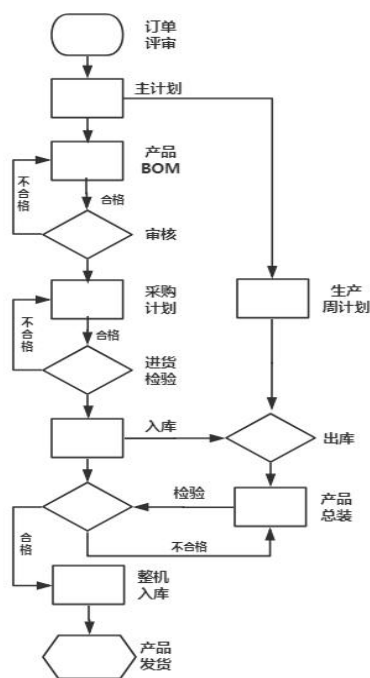 订单
评审
主计划
产品
BOM
不合格
合格
审核
采购
计划
生产
周计划
不合格
合格
进货
检验
入库
出库
检验
产品
总装
合格
不合格
整机
入库
产品
发货